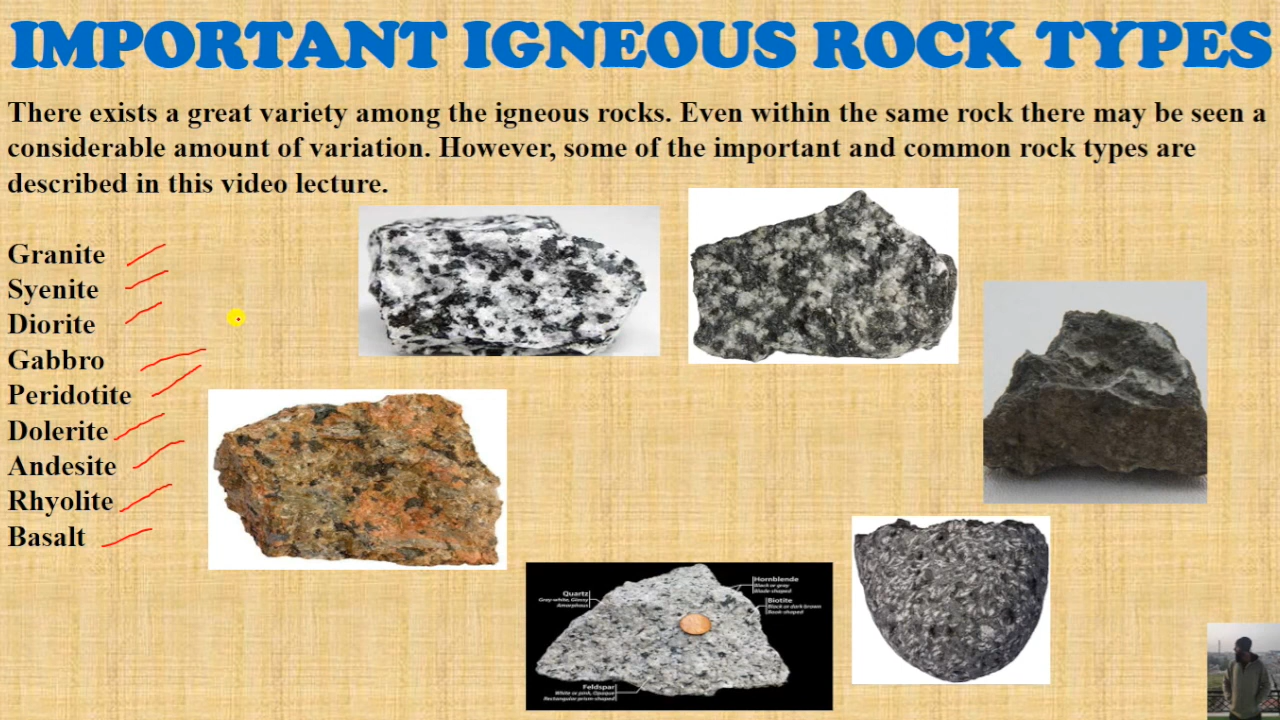 IMPORTANT IGNEOUS ROCK TYPES
There exists a great variety among the igneous rocks. Even within the same rock there may be seen a
considerable amount of variation. However, some of the important and common rock types are
described in this video lecture.
Granite
Syenite
Diorite
Gabbro
Peridotite
Dolerite
Andesite
Rhyolite
Basalt
Quartz
Gray-white, Glassy
Amorphous
Hornblende
Black or gray
Blade-shaped
Biotite
Black or dark brown
Book-shaped
Feldspar
White or pink, Opaque
Rectangular prism-shaped